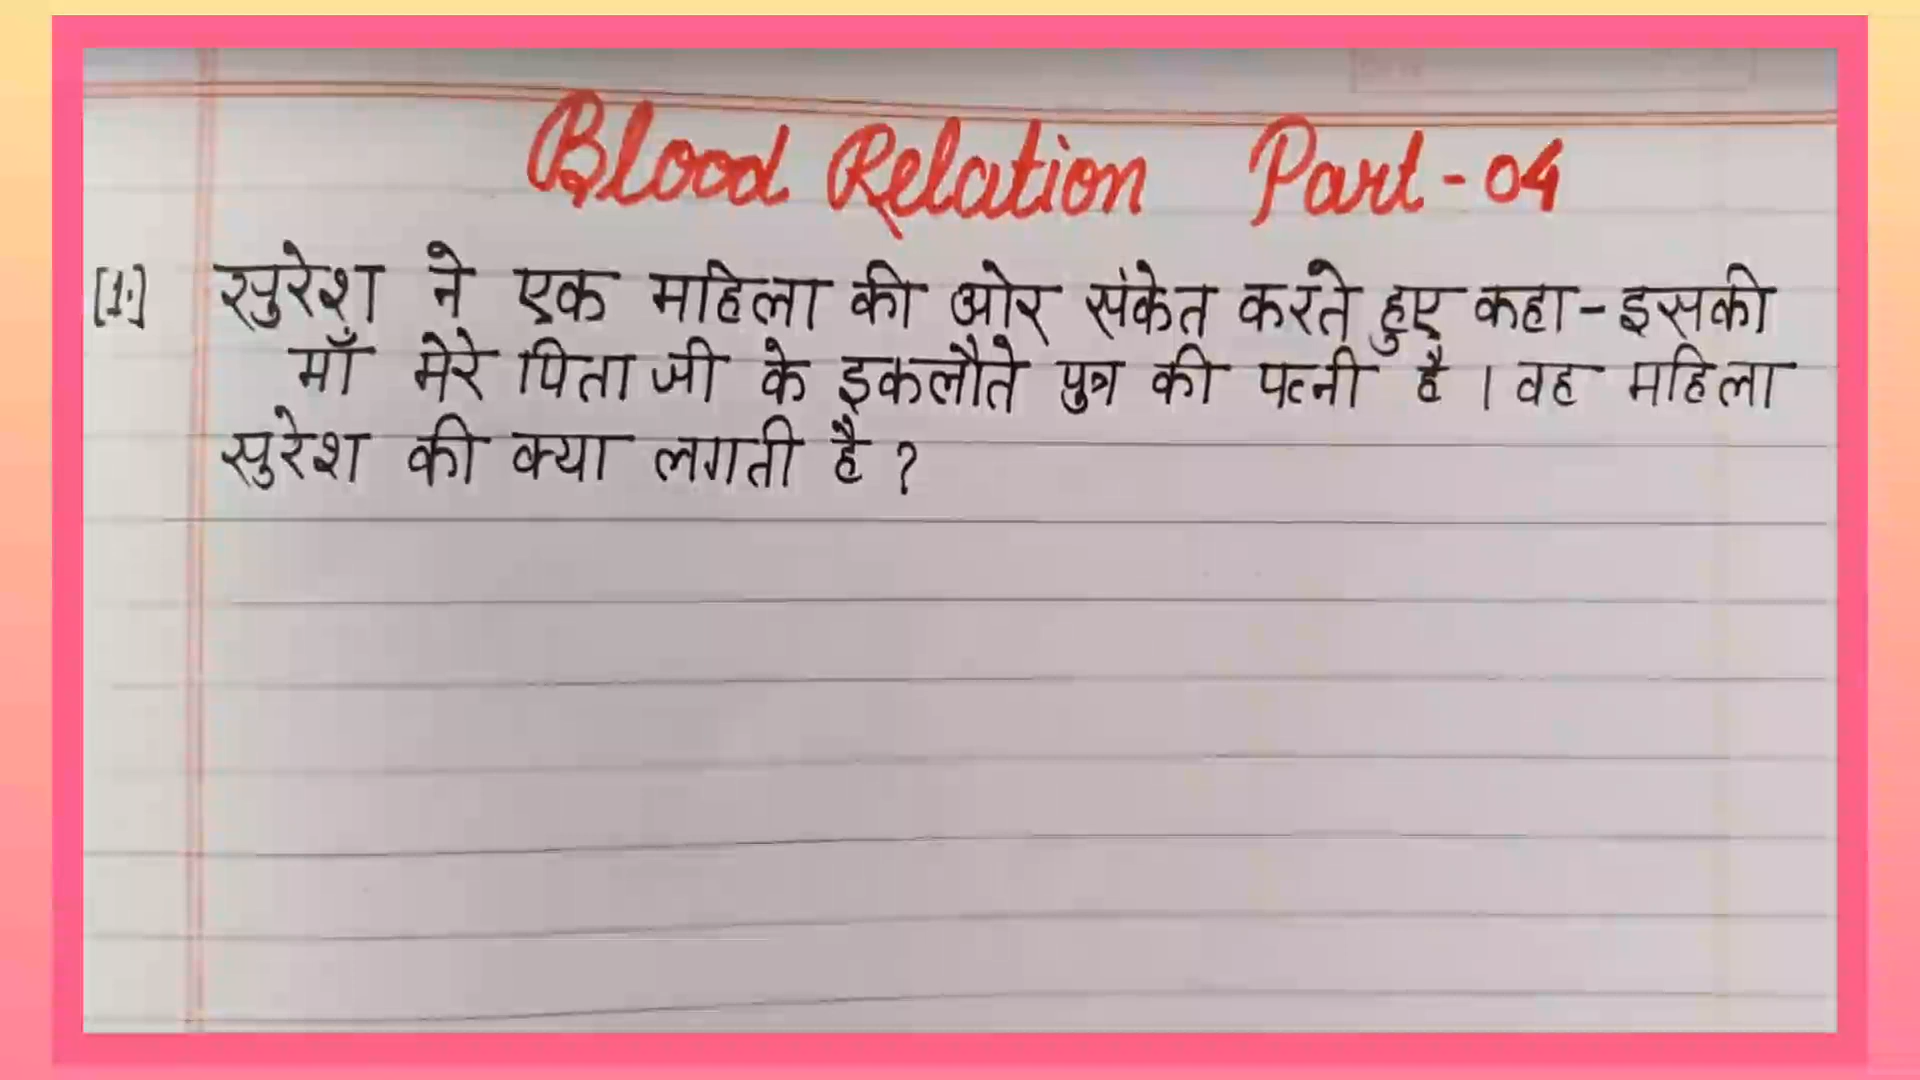 Blood Relation Part-04
[1.] सुरेश ने एक महिला की ओर संकेत करते हुए कहा-इसकी
माँ मेरे पिताजी के इकलौते पुत्र की पत्नी है । वह महिला
सुरेश की क्या लगती है ?